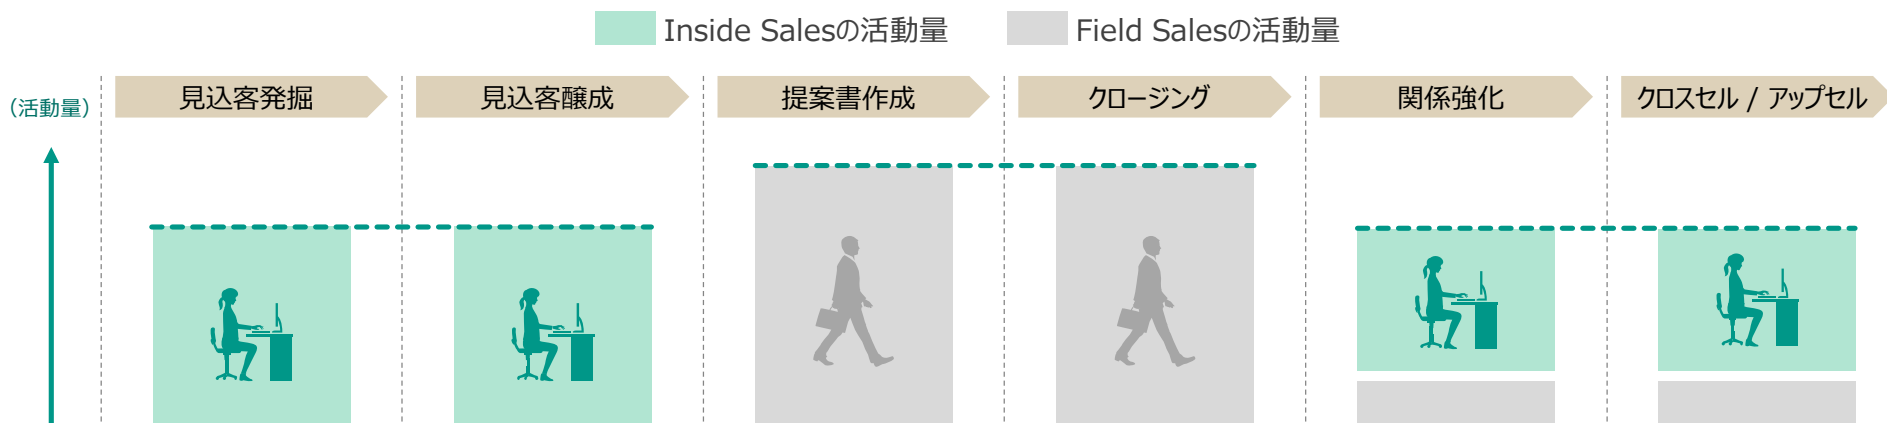 Inside Salesの活動量
Field Salesの活動量
(活動量)
見込客発掘
見込客醸成
提案書作成
クロージング
関係強化
クロスセル / アップセル